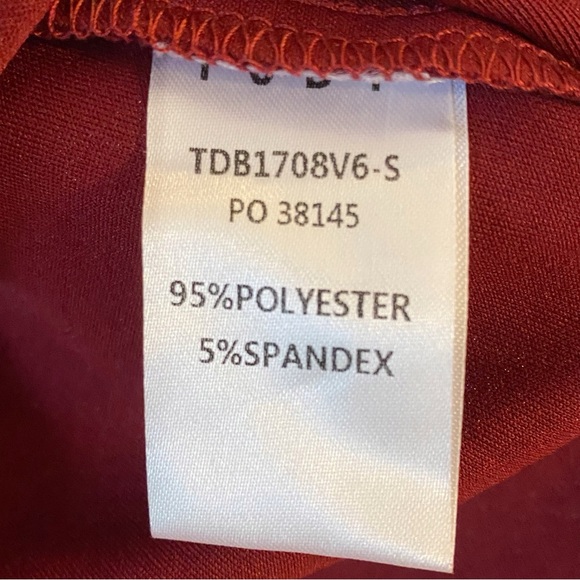 TDB1708V6-S
PO 38145
95%POLYESTER
5%SPANDEX